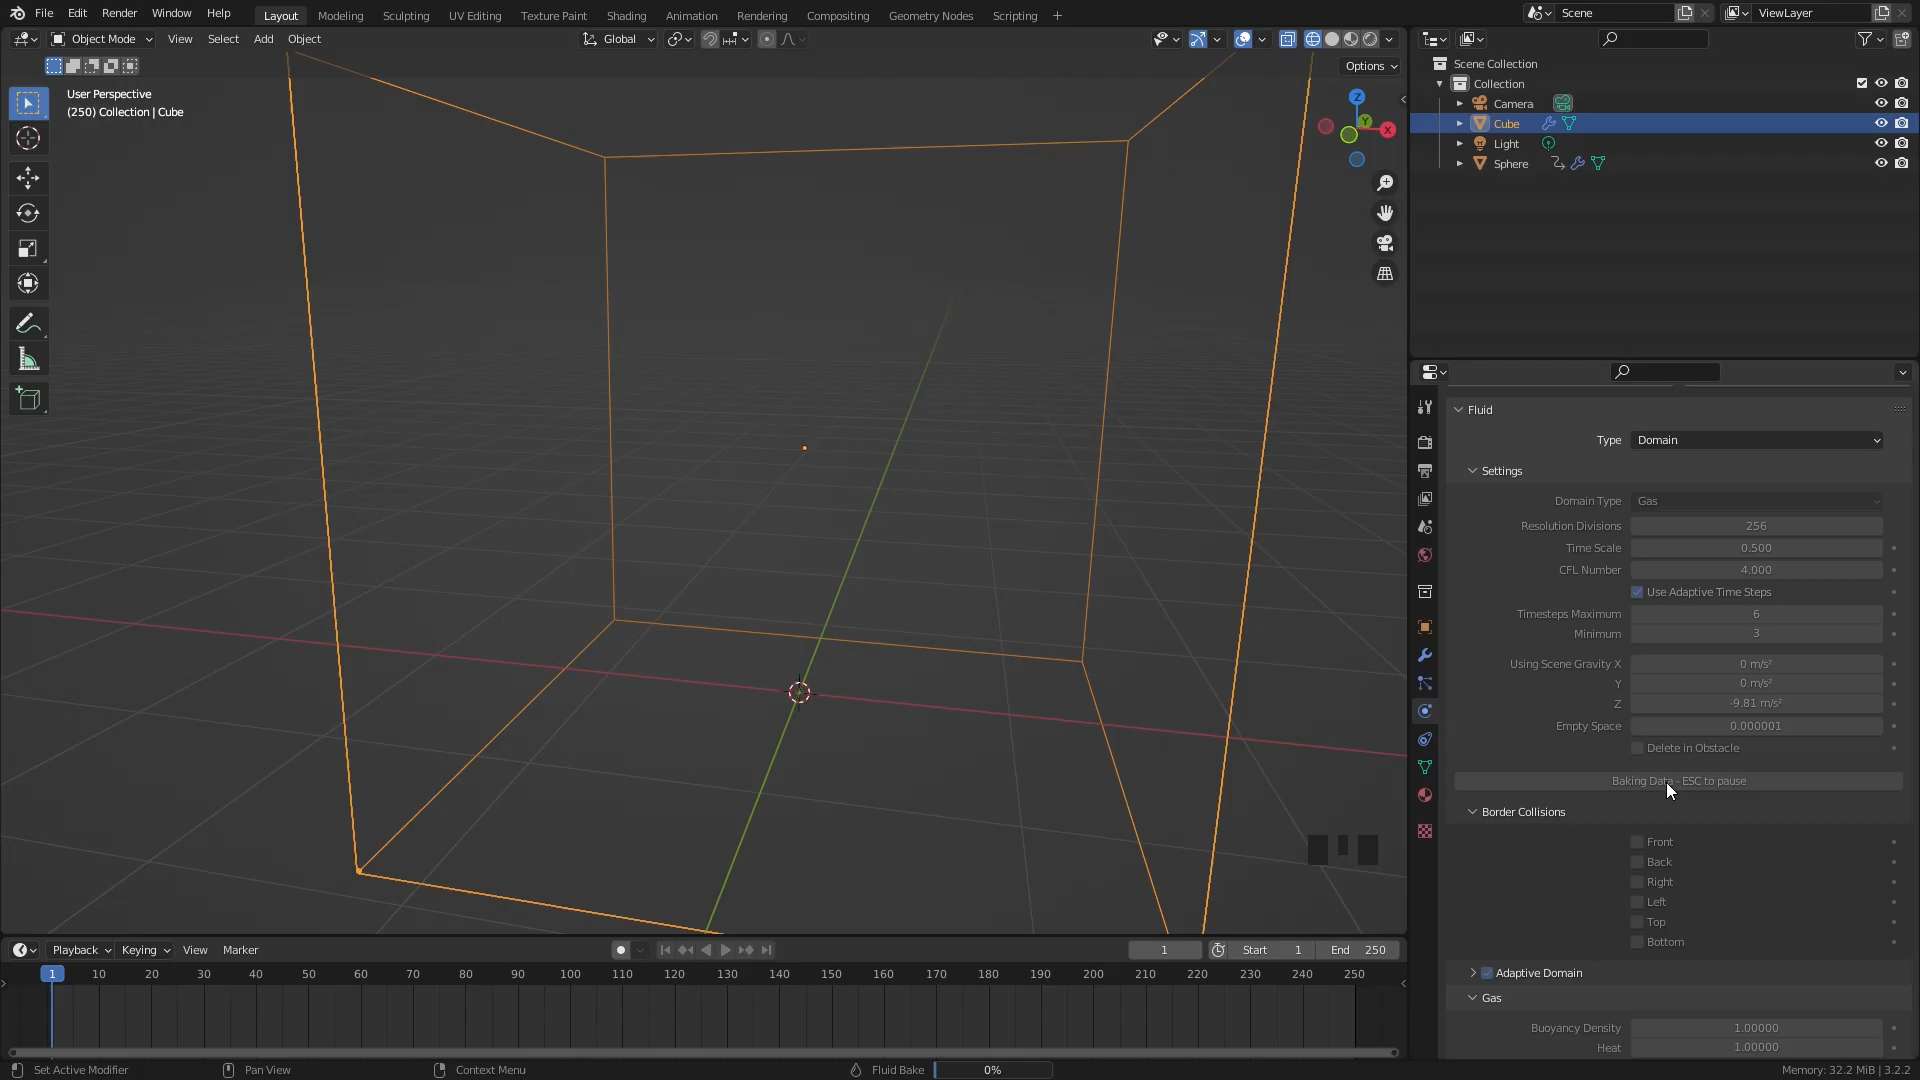 File Edit Render Window Help Layout Modeling Sculpting UV Editing Texture Paint Shading Animation Rendering Compositing Geometry Nodes Scripting + Scene ViewLayer
Object Mode View Select Add Object Global
Options
User Perspective
(250) Collection | Cube
Z
Y
X
Scene Collection
Collection
Camera
Cube
Light
Sphere
Fluid
Type Domain
Settings
Domain Type Gas
Resolution Divisions 256
Time Scale 0.500
CFL Number 4.000
Use Adaptive Time Steps
Timesteps Maximum 6
Minimum 3
Using Scene Gravity X 0 m/s²
Y 0 m/s²
Z -9.81 m/s²
Empty Space 0.000001
Delete in Obstacle
Baking Data - ESC to pause
Border Collisions
Front
Back
Right
Left
Top
Bottom
Adaptive Domain
Gas
Buoyancy Density 1.00000
Heat 1.00000
Playback Keying View Marker 1 Start 1 End 250
1 10 20 30 40 50 60 70 80 90 100 110 120 130 140 150 160 170 180 190 200 210 220 230 240 250
Set Active Modifier Pan View Context Menu Fluid Bake 0% Memory: 32.2 MiB | 3.2.2